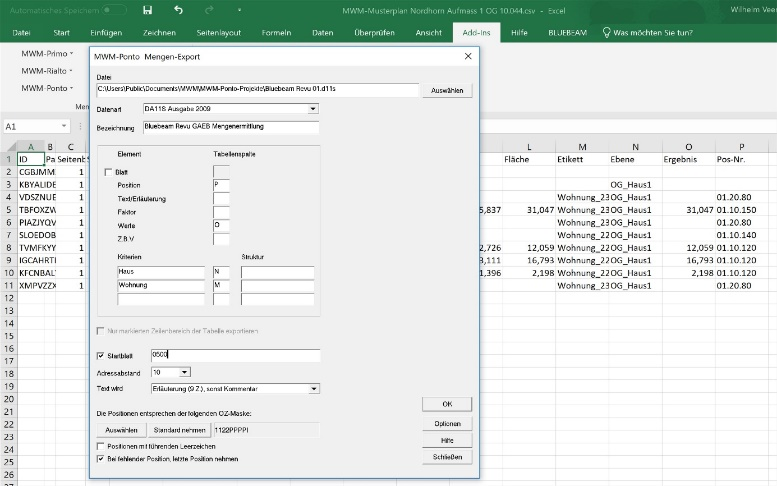 Automatisches Speichern
MWM-Musterplan Nordhorn Aufmass 1 OG 10.044.csv - Excel
Wilhelm Veen
Datei Start Einfügen Zeichnen Seitenlayout Formeln Daten Überprüfen Ansicht Add-Ins Hilfe BLUEBEAM Was möchten Sie tun?
MWM-Primo
MWM-Rialto
MWM-Ponto
Men
A1
MWM-Ponto Mengen-Export
Datei
C:\Users\Public\Documents\MWM\MWM-Ponto-Projekte\Bluebeam Revu 01.d11s
Auswählen
Datenart DA11S Ausgabe 2009
Bezeichnung Bluebeam Revu GAEB Mengenermittlung
Element Tabellenspalte
Blatt
Position P
Text/Erläuterung
Faktor
Werte O
Z.B.V
Kriterien Struktur
Haus N
Wohnung M
Nur markierten Zeilenbereich der Tabelle exportieren
Startblatt 0500
Adressabstand 10
Text wird Erläuterung (9 Z.), sonst Kommentar
Die Positionen entsprechen der folgenden OZ-Maske:
Auswählen Standard nehmen 1122PPPPI
Positionen mit führenden Leerzeichen
Bei fehlender Position, letzte Position nehmen
OK
Optionen
Hilfe
Schließen
A B C L M N O P
1 ID Pa Seitenb Fläche Etikett Ebene Ergebnis Pos-Nr.
2 CGBJMM 1
3 KBYALIDE 1 OG_Haus1
4 VDSZNUE 1 Wohnung_23 OG_Haus1 01.20.80
5 TBFOXZW 1 5,837 31,047 Wohnung_23 OG_Haus1 31,047 01.10.150
6 PIAZJYQV 1 Wohnung_22 OG_Haus1 01.20.80
7 SLOEDOB 1 Wohnung_22 OG_Haus1 01.10.140
8 TVMFKYY 1 2,726 12,059 Wohnung_22 OG_Haus1 12,059 01.10.120
9 IGCAHRTI 1 3,111 16,793 Wohnung_22 OG_Haus1 16,793 01.10.120
10 KFCNBAL 1 1,396 2,198 Wohnung_22 OG_Haus1 2,198 01.10.120
11 XMPVZZX 1 Wohnung_23 OG_Haus1 01.20.80
12
13
14
15
16
17
18
19
20
21
22
23
24
25
26
27